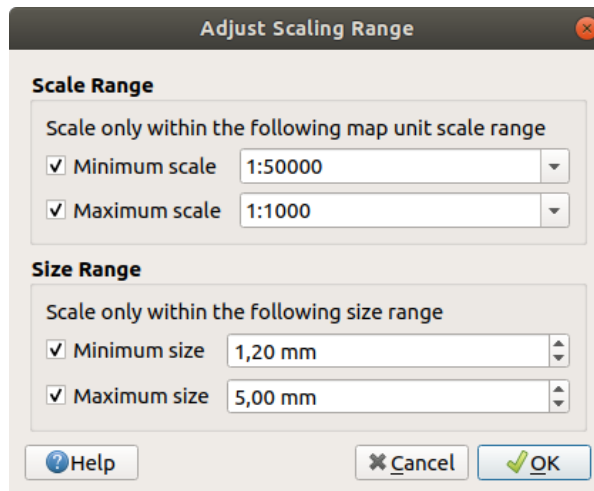 Adjust Scaling Range
Scale Range
Scale only within the following map unit scale range
Minimum scale 1:50000
Maximum scale 1:1000
Size Range
Scale only within the following size range
Minimum size 1,20 mm
Maximum size 5,00 mm
Help Cancel OK